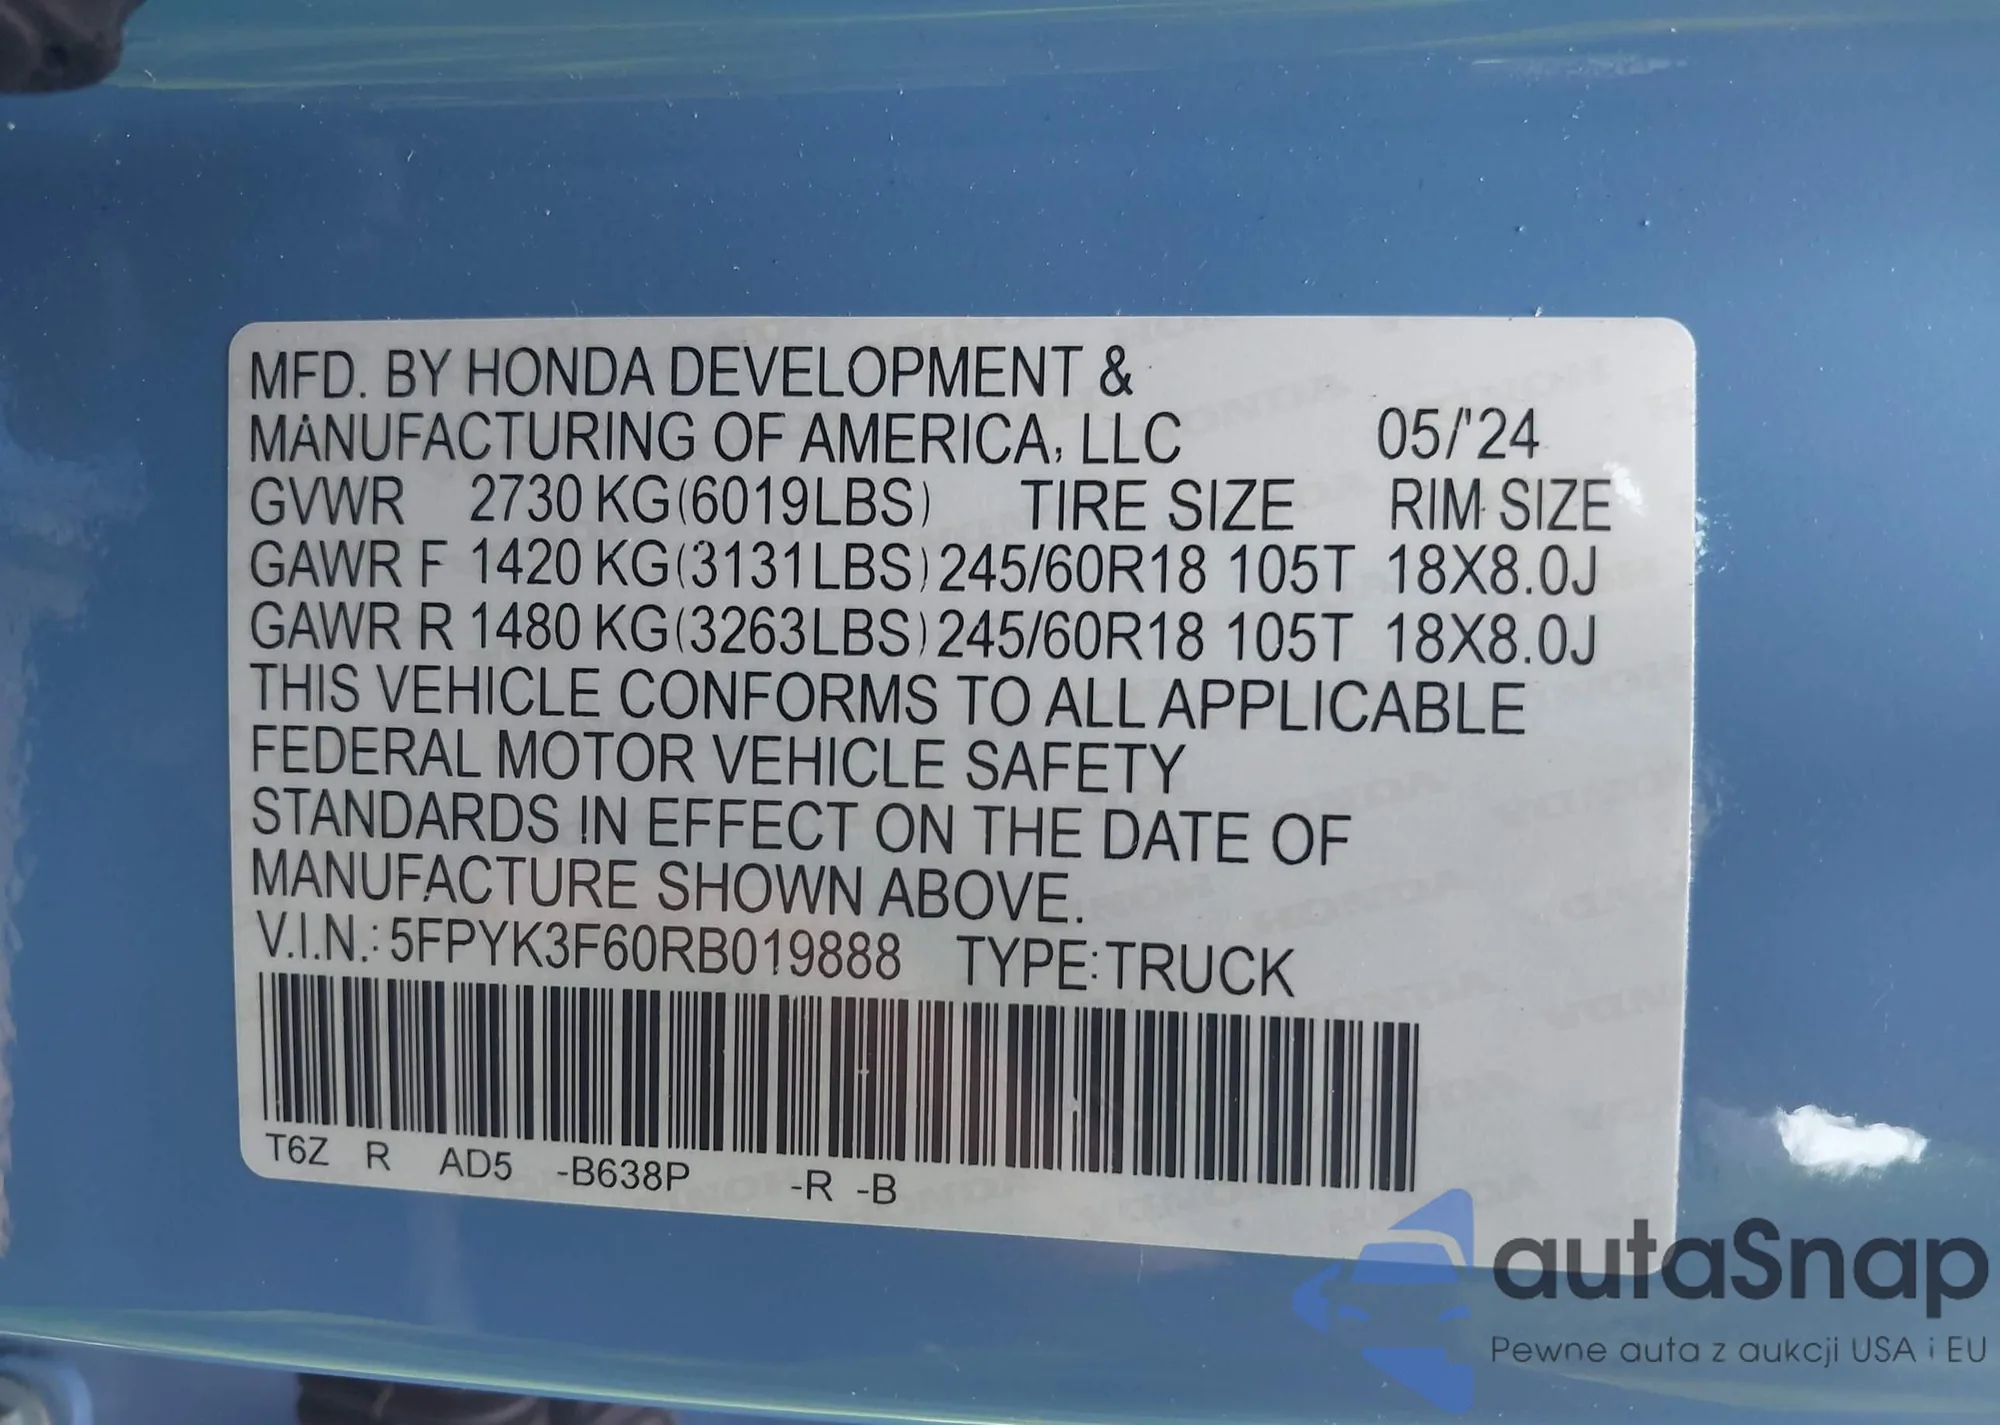 MFD. BY HONDA DEVELOPMENT &
MANUFACTURING OF AMERICA, LLC 05/'24
GVWR 2730 KG(6019LBS) TIRE SIZE RIM SIZE
GAWR F 1420 KG(3131LBS)245/60R18 105T 18X8.0J
GAWR R 1480 KG(3263LBS)245/60R18 105T 18X8.0J
THIS VEHICLE CONFORMS TO ALL APPLICABLE
FEDERAL MOTOR VEHICLE SAFETY
STANDARDS IN EFFECT ON THE DATE OF
MANUFACTURE SHOWN ABOVE.
V.I.N.:5FPYK3F60RB019888 TYPE:TRUCK
T6Z R AD5 -B638P -R -B
autaSnap
Pewne auta z aukcji USA i EU